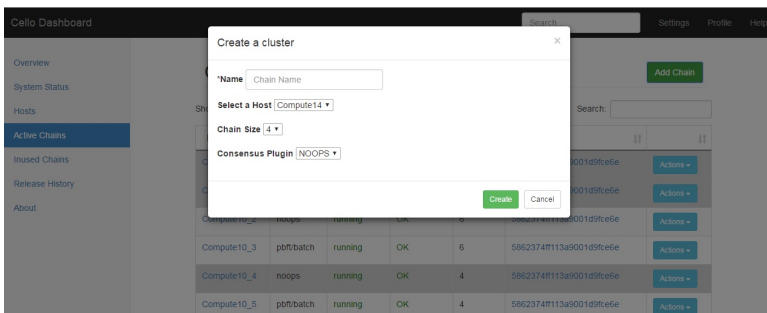 Cello Dashboard
Search
Settings Profile Help
Create a cluster ×
*Name Chain Name
Select a Host Compute14
Chain Size 4
Consensus Plugin NOOPS
Create Cancel
Overview
System Status
Hosts
Active Chains
Inused Chains
Release History
About
Add Chain
Search:
9001d9fce6e Actions
9001d9fce6e Actions
Compute10_2 noops running OK 6 5862374ff113a9001d9fce6e Actions
Compute10_3 pbft/batch running OK 6 5862374ff113a9001d9fce6e Actions
Compute10_4 noops running OK 4 5862374ff113a9001d9fce6e Actions
Compute10_5 pbft/batch running OK 4 5862374ff113a9001d9fce6e Actions